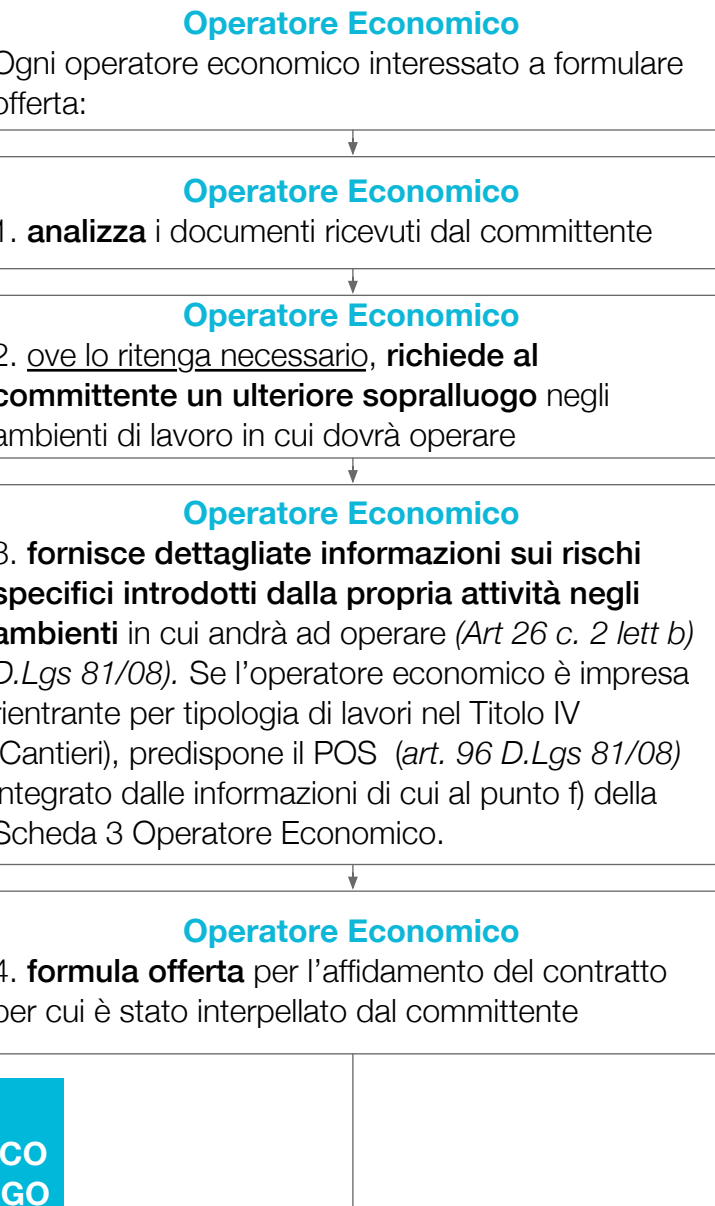 Operatore Economico
Ogni operatore economico interessato a formulare
offerta:
Operatore Economico
1. analizza i documenti ricevuti dal committente
Operatore Economico
2. ove lo ritenga necessario, richiede al
committente un ulteriore sopralluogo negli
ambienti di lavoro in cui dovrà operare
Operatore Economico
3. fornisce dettagliate informazioni sui rischi
specifici introdotti dalla propria attività negli
ambienti in cui andrà ad operare (Art 26 c. 2 lett b)
D.Lgs 81/08). Se l’operatore economico è impresa
rientrante per tipologia di lavori nel Titolo IV
(Cantieri), predispone il POS (art. 96 D.Lgs 81/08)
integrato dalle informazioni di cui al punto f) della
Scheda 3 Operatore Economico.
Operatore Economico
4. formula offerta per l’affidamento del contratto
per cui è stato interpellato dal committente
CO
GO